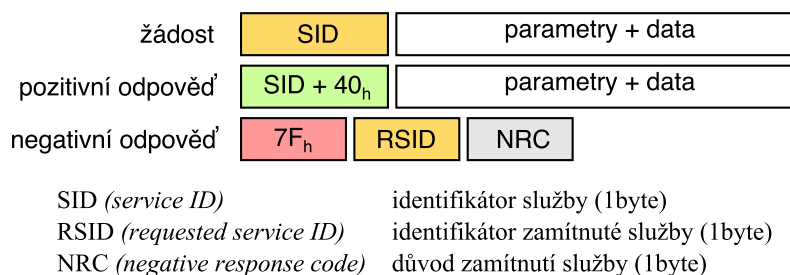 žádost SID parametry + data
pozitivní odpověď SID + 40h parametry + data
negativní odpověď 7Fh RSID NRC
SID (service ID) identifikátor služby (1byte)
RSID (requested service ID) identifikátor zamítnuté služby (1byte)
NRC (negative response code) důvod zamítnutí služby (1byte)